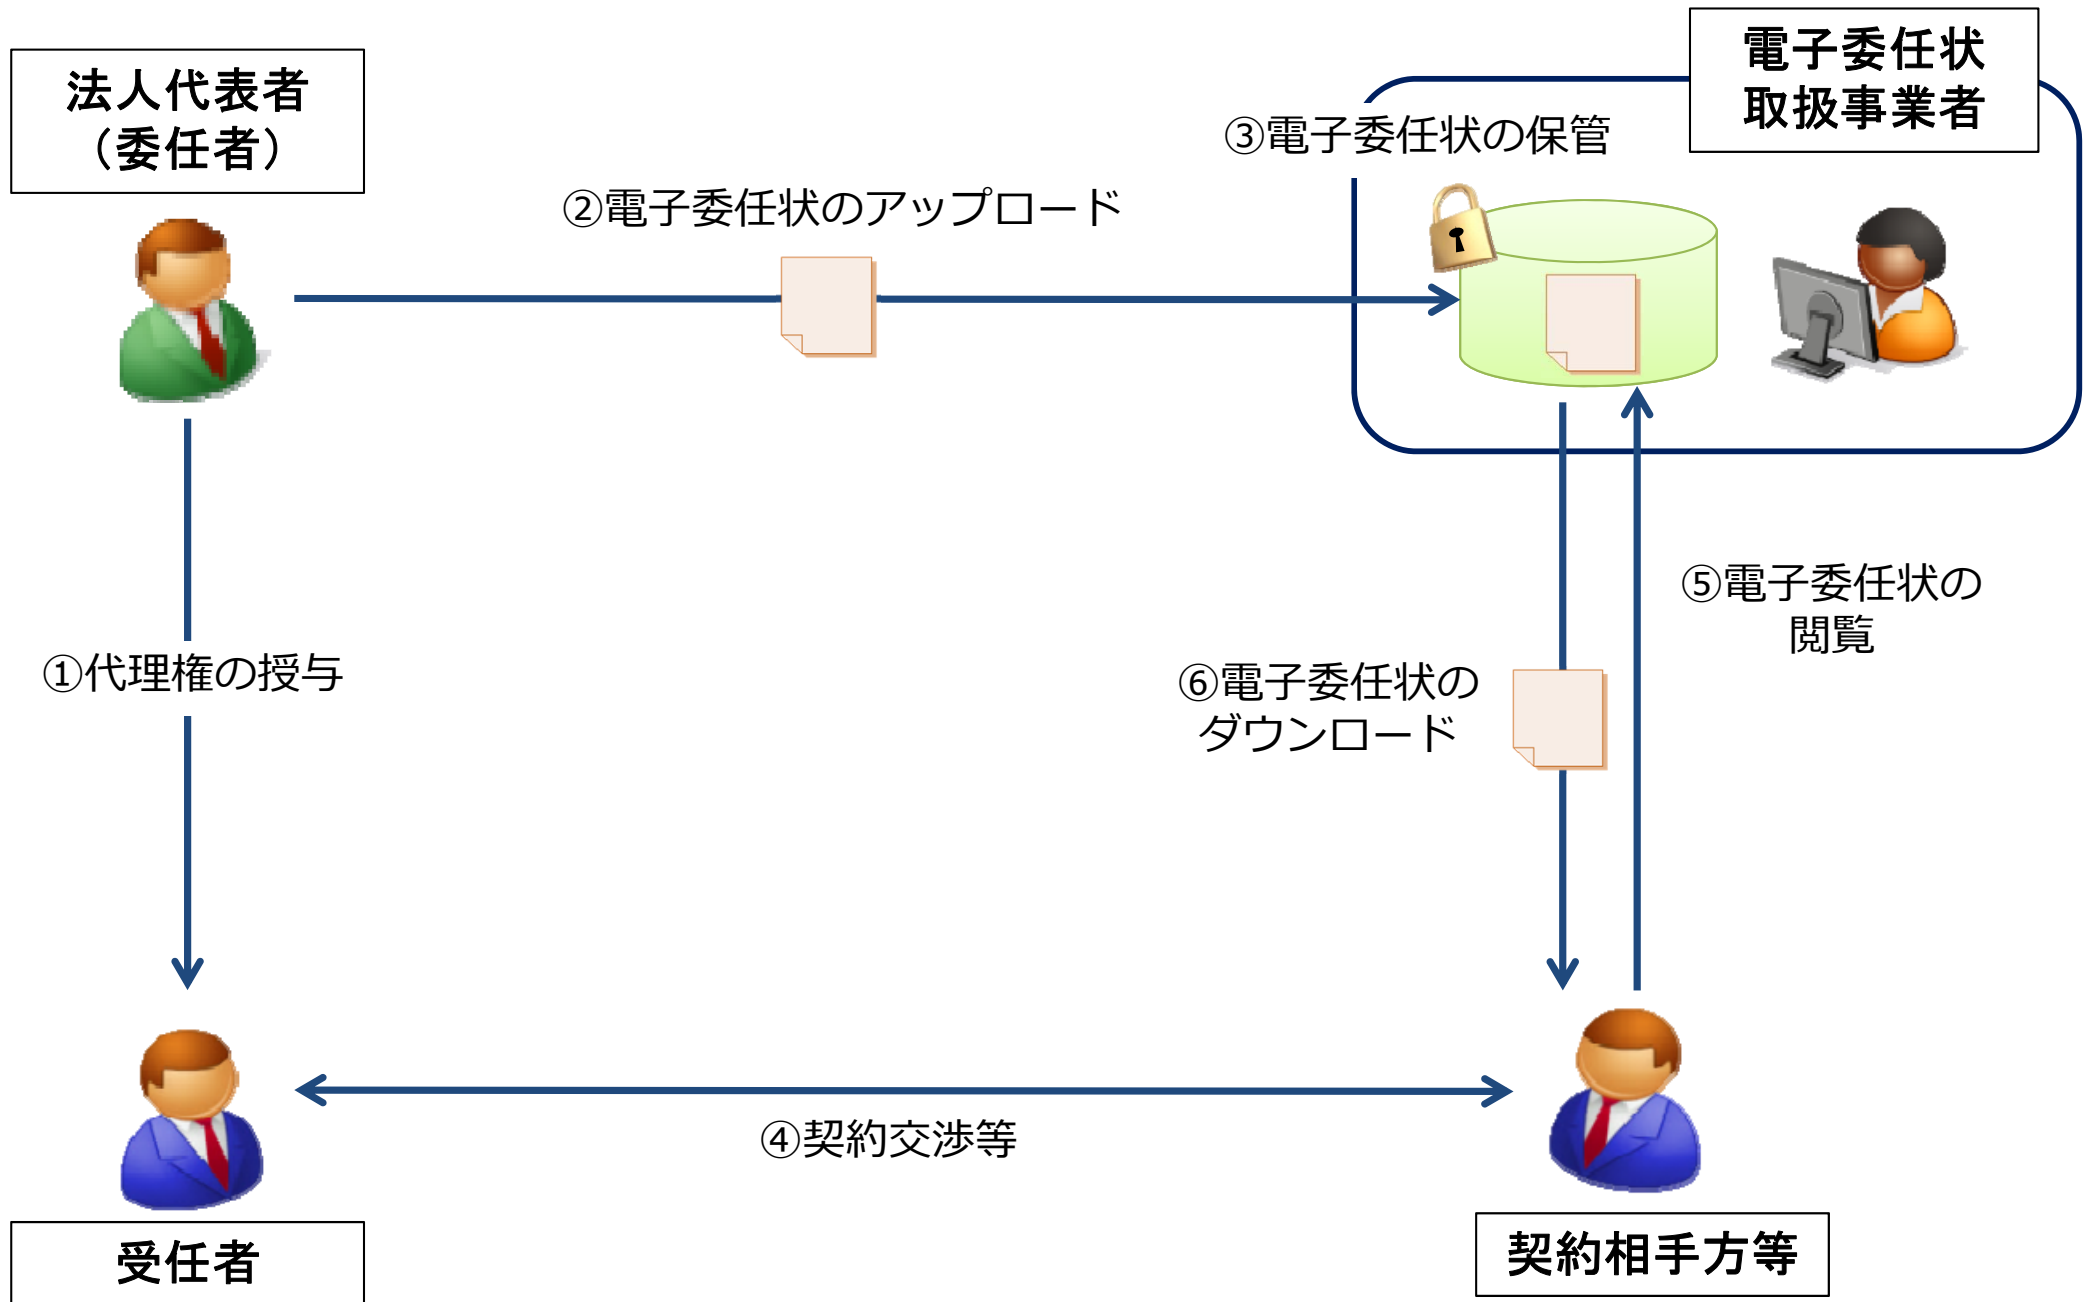 法人代表者
（委任者）
電子委任状
取扱事業者
③電子委任状の保管
②電子委任状のアップロード
①代理権の授与
⑤電子委任状の
閲覧
⑥電子委任状の
ダウンロード
④契約交渉等
受任者
契約相手方等